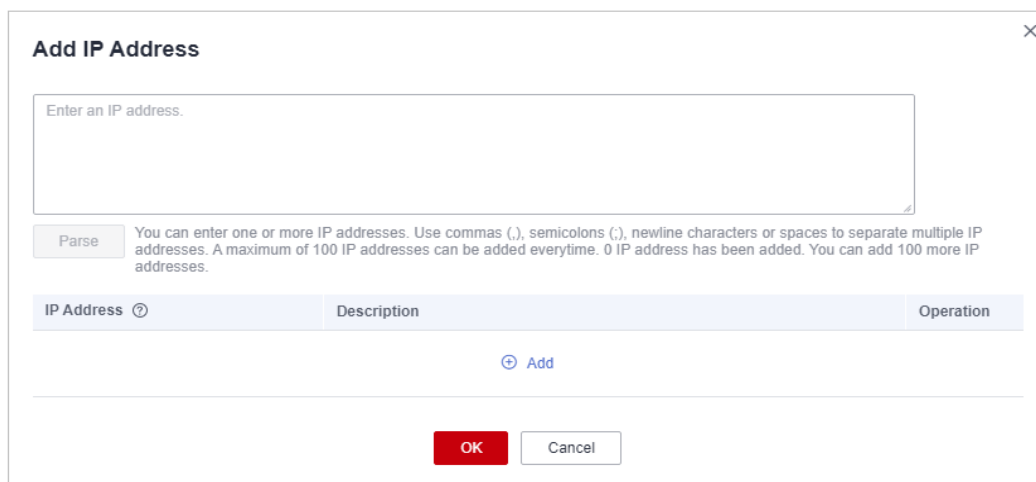 Add IP Address
Enter an IP address.
Parse
You can enter one or more IP addresses. Use commas (,), semicolons (;), newline characters or spaces to separate multiple IP
addresses. A maximum of 100 IP addresses can be added everytime. 0 IP address has been added. You can add 100 more IP
addresses.
IP Address Description Operation
Add
OK Cancel